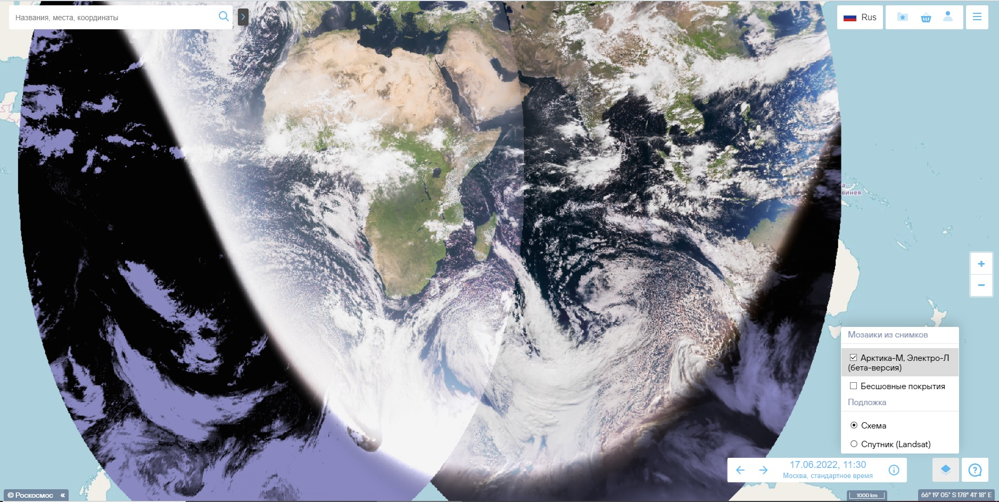 Названия, места, координаты
Rus
а
винея
Мозаики из снимков
Арктика-М, Электро-Л
(бета-версия)
Бесшовные покрытия
Подложка
Схема
Спутник (Landsat)
17.06.2022, 11:30
Москва, стандартное время
© Роскосмос «
1000 km
66° 19' 05" S 178° 41' 18" E